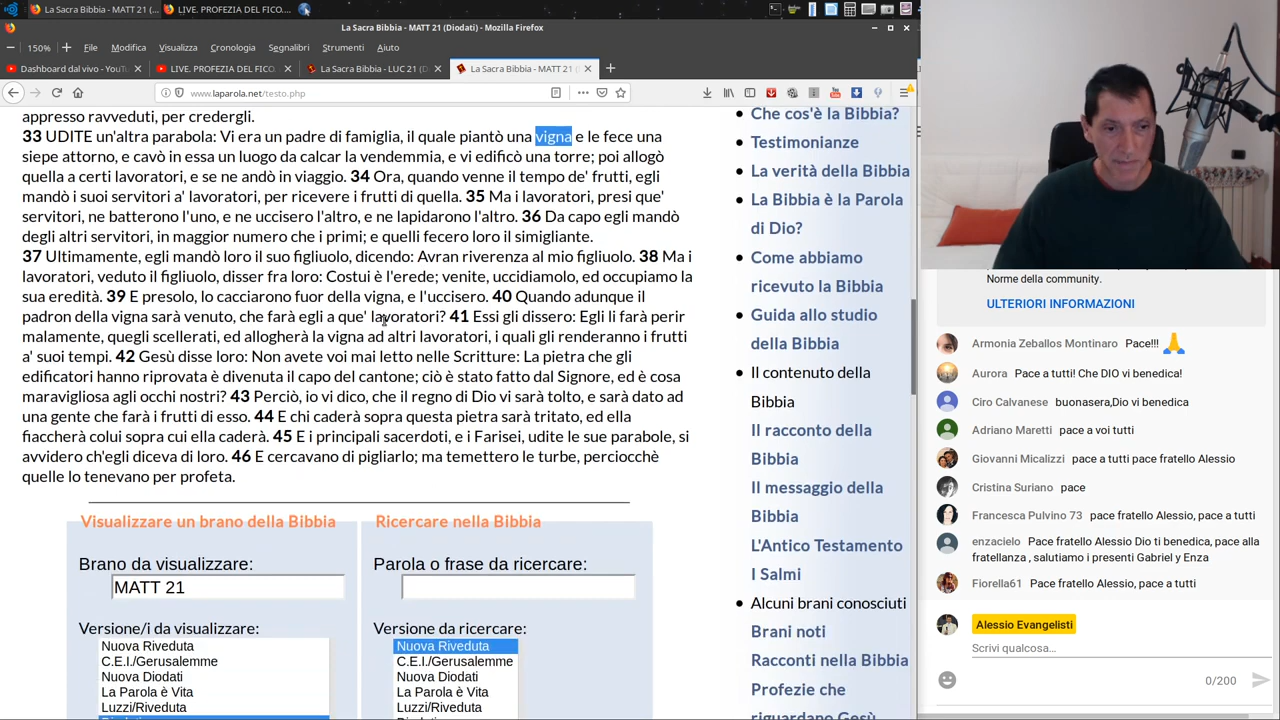 La Sacra Bibbia - MATT 21 (
LIVE. PROFEZIA DEL FICO....
La Sacra Bibbia - MATT 21 (Diodati) - Mozilla Firefox
150%
File Modifica Visualizza Cronologia Segnalibri Strumenti Aiuto
Dashboard dal vivo - YouT
LIVE. PROFEZIA DEL FICO
La Sacra Bibbia - LUC 21 (D
La Sacra Bibbia - MATT 21 (
www.laparola.net/testo.php
appresso ravveduti, per credergli.
33 UDITE un'altra parabola: Vi era un padre di famiglia, il quale piantò una vigna e le fece una
siepe attorno, e cavò in essa un luogo da calcar la vendemmia, e vi edificò una torre; poi allogò
quella a certi lavoratori, e se ne andò in viaggio. 34 Ora, quando venne il tempo de' frutti, egli
mandò i suoi servitori a' lavoratori, per ricevere i frutti di quella. 35 Ma i lavoratori, presi que'
servitori, ne batterono l'uno, e ne uccisero l'altro, e ne lapidarono l'altro. 36 Da capo egli mandò
degli altri servitori, in maggior numero che i primi; e quelli fecero loro il simigliante.
37 Ultimamente, egli mandò loro il suo figliuolo, dicendo: Avran riverenza al mio figliuolo. 38 Ma i
lavoratori, veduto il figliuolo, disser fra loro: Costui è l'erede; venite, uccidiamolo, ed occupiamo la
sua eredità. 39 E presolo, lo cacciarono fuor della vigna, e l'uccisero. 40 Quando adunque il
padron della vigna sarà venuto, che farà egli a que' lavoratori? 41 Essi gli dissero: Egli li farà perir
malamente, quegli scellerati, ed allogherà la vigna ad altri lavoratori, i quali gli renderanno i frutti
a' suoi tempi. 42 Gesù disse loro: Non avete voi mai letto nelle Scritture: La pietra che gli
edificatori hanno riprovata è divenuta il capo del cantone; ciò è stato fatto dal Signore, ed è cosa
maravigliosa agli occhi nostri? 43 Perciò, io vi dico, che il regno di Dio vi sarà tolto, e sarà dato ad
una gente che farà i frutti di esso. 44 E chi caderà sopra questa pietra sarà tritato, ed ella
fiaccherà colui sopra cui ella caderà. 45 E i principali sacerdoti, e i Farisei, udite le sue parabole, si
avvidero ch'egli diceva di loro. 46 E cercavano di pigliarlo; ma temettero le turbe, perciocchè
quelle lo tenevano per profeta.
Visualizzare un brano della Bibbia
Brano da visualizzare:
MATT 21
Versione/i da visualizzare:
Nuova Riveduta
C.E.I./Gerusalemme
Nuova Diodati
La Parola è Vita
Luzzi/Riveduta
Diodati
Ricercare nella Bibbia
Parola o frase da ricercare:
Versione da ricercare:
Nuova Riveduta
C.E.I./Gerusalemme
Nuova Diodati
La Parola è Vita
Luzzi/Riveduta
Che cos'è la Bibbia?
Testimonianze
La verità della Bibbia
La Bibbia è la Parola
di Dio?
Come abbiamo
ricevuto la Bibbia
Guida allo studio
della Bibbia
Il contenuto della
Bibbia
Il racconto della
Bibbia
Il messaggio della
Bibbia
L'Antico Testamento
I Salmi
Alcuni brani conosciuti
Brani noti
Racconti nella Bibbia
Profezie che
riguardano Gesù
Norme della community.
ULTERIORI INFORMAZIONI
Armonia Zeballos Montinaro Pace!!!
Aurora Pace a tutti! Che DIO vi benedica!
Ciro Calvanese buonasera,Dio vi benedica
Adriano Maretti pace a voi tutti
Giovanni Micalizzi pace a tutti pace fratello Alessio
Cristina Suriano pace
Francesca Pulvino 73 pace fratello Alessio, pace a tutti
enzacielo Pace fratello Alessio Dio ti benedica, pace alla
fratellanza , salutiamo i presenti Gabriel y Enza
Fiorella61 Pace fratello Alessio, pace a tutti
Alessio Evangelisti
Scrivi qualcosa…
0/200